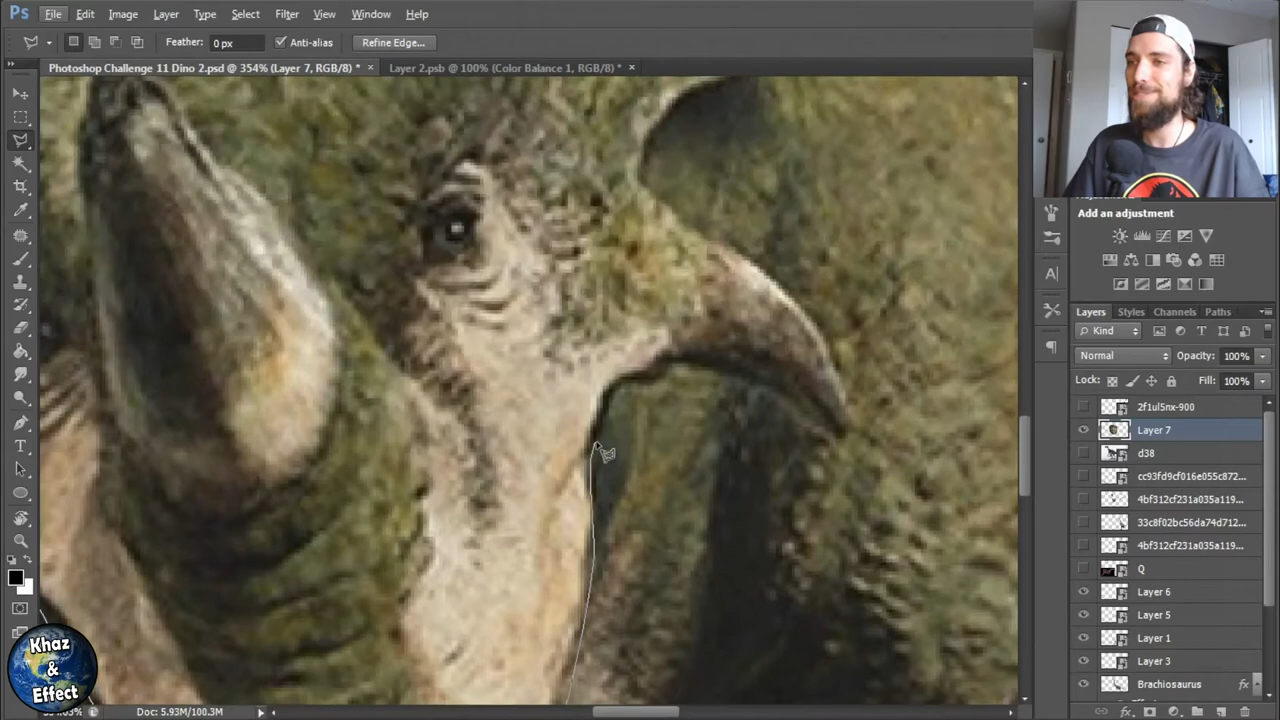 Ps File Edit Image Layer Type Select Filter View Window Help
Feather: 0 px Anti-alias Refine Edge...
Photoshop Challenge 11 Dino 2.psd @ 354% (Layer 7, RGB/8) * × Layer 2.psb @ 100% (Color Balance 1, RGB/8) * ×
Add an adjustment
Layers Styles Channels Paths
Kind
Normal Opacity: 100%
Lock: Fill: 100%
2f1ul5nx-900
Layer 7
d38
cc93fd9cf016e055c872...
4bf312cf231a035a119...
33c8f02bc56da74d712...
4bf312cf231a035a119...
Q
Layer 6
Layer 5
Layer 1
Layer 3
Brachiosaurus fx
Khaz
&
Effect
Doc: 5.93M/100.3M